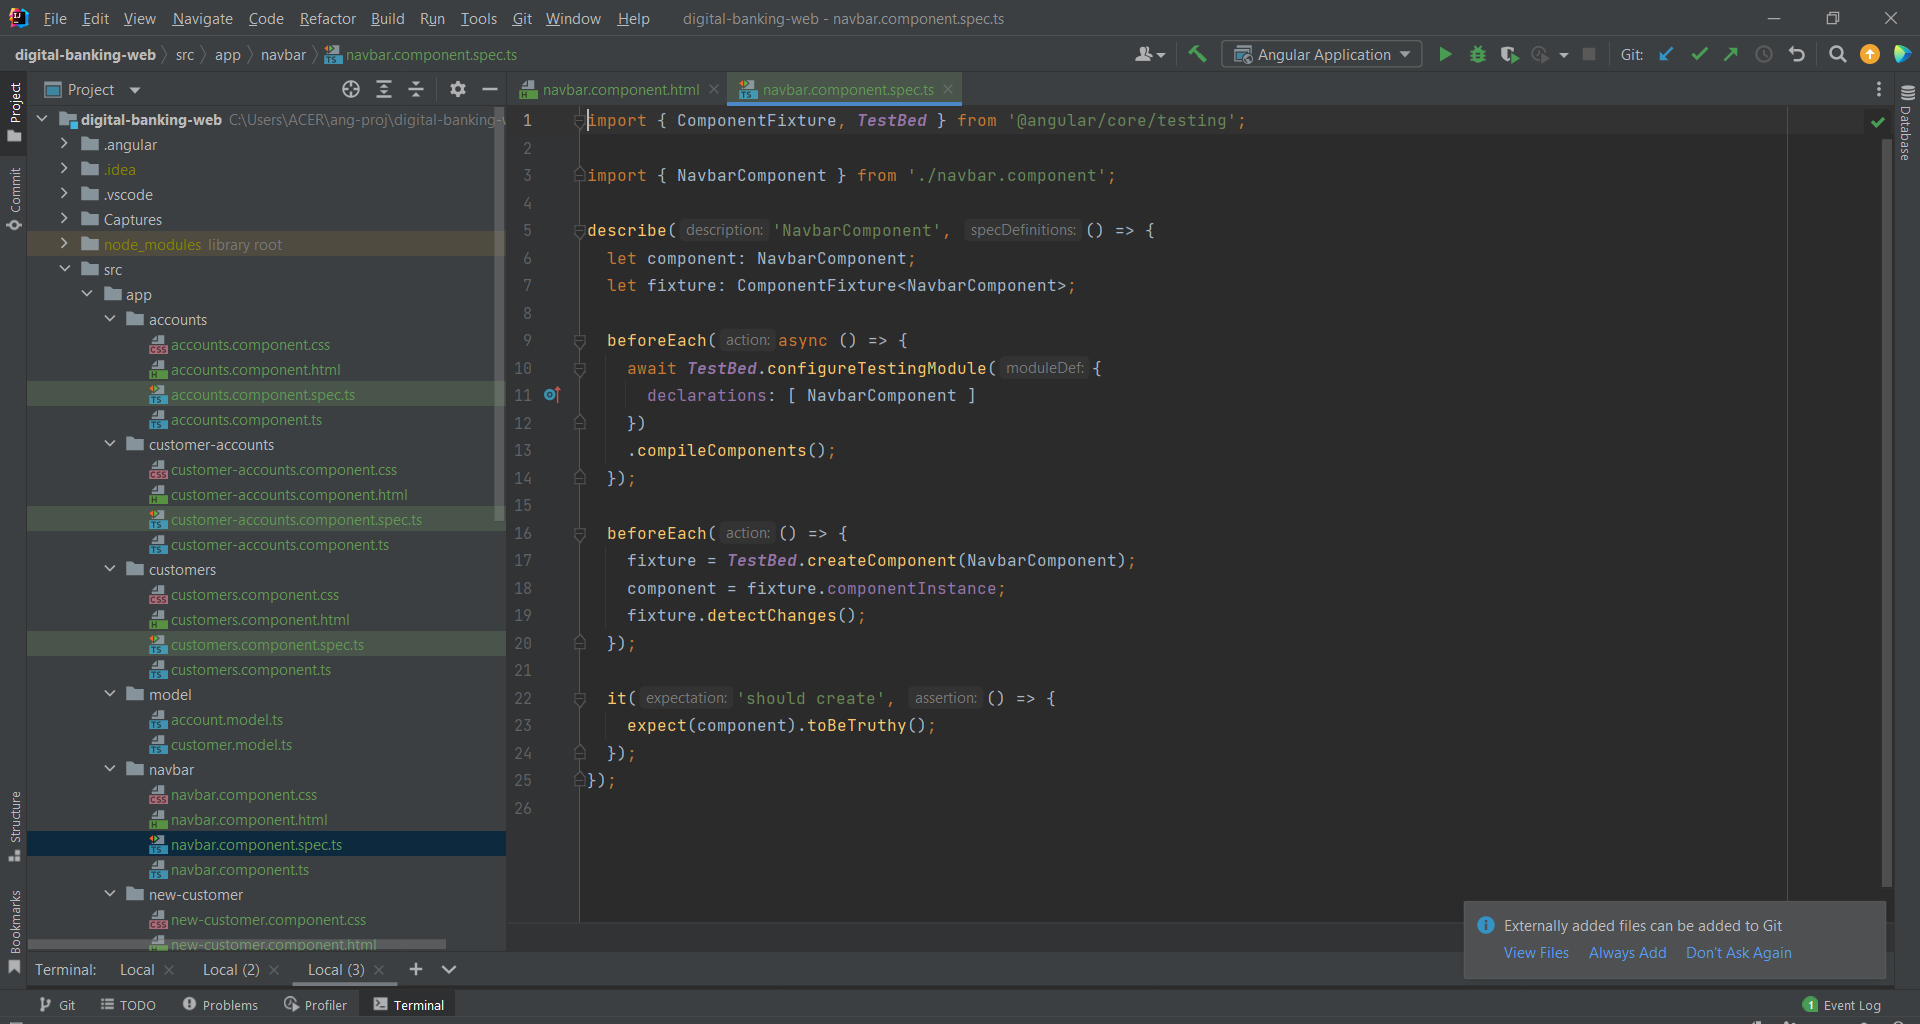 File Edit View Navigate Code Refactor Build Run Tools Git Window Help digital-banking-web - navbar.component.spec.ts
digital-banking-web src app navbar navbar.component.spec.ts Angular Application Git:
Project
Project
navbar.component.html
navbar.component.spec.ts
Commit
Structure
Bookmarks
Database
digital-banking-web C:\Users\ACER\ang-proj\digital-banking-w
.angular
.idea
.vscode
Captures
node_modules library root
src
app
accounts
accounts.component.css
accounts.component.html
accounts.component.spec.ts
accounts.component.ts
customer-accounts
customer-accounts.component.css
customer-accounts.component.html
customer-accounts.component.spec.ts
customer-accounts.component.ts
customers
customers.component.css
customers.component.html
customers.component.spec.ts
customers.component.ts
model
account.model.ts
customer.model.ts
navbar
navbar.component.css
navbar.component.html
navbar.component.spec.ts
navbar.component.ts
new-customer
new-customer.component.css
new-customer.component.html
1 import { ComponentFixture, TestBed } from '@angular/core/testing';
2
3 import { NavbarComponent } from './navbar.component';
4
5 describe( description: 'NavbarComponent', specDefinitions: () => {
6 let component: NavbarComponent;
7 let fixture: ComponentFixture<NavbarComponent>;
8
9 beforeEach( action: async () => {
10 await TestBed.configureTestingModule( moduleDef: {
11 declarations: [ NavbarComponent ]
12 })
13 .compileComponents();
14 });
15
16 beforeEach( action: () => {
17 fixture = TestBed.createComponent(NavbarComponent);
18 component = fixture.componentInstance;
19 fixture.detectChanges();
20 });
21
22 it( expectation: 'should create', assertion: () => {
23 expect(component).toBeTruthy();
24 });
25 });
26
Externally added files can be added to Git
View Files Always Add Don't Ask Again
Terminal: Local Local (2) Local (3)
Git TODO Problems Profiler Terminal 1 Event Log